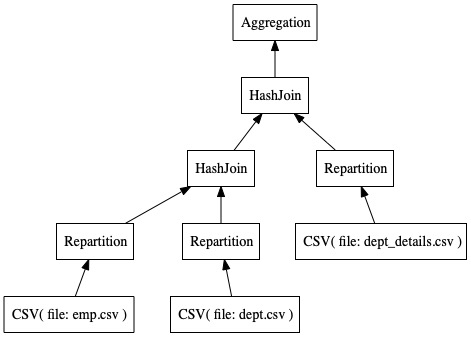 Aggregation
HashJoin
HashJoin
Repartition
Repartition
Repartition
CSV( file: dept_details.csv )
CSV( file: emp.csv )
CSV( file: dept.csv )